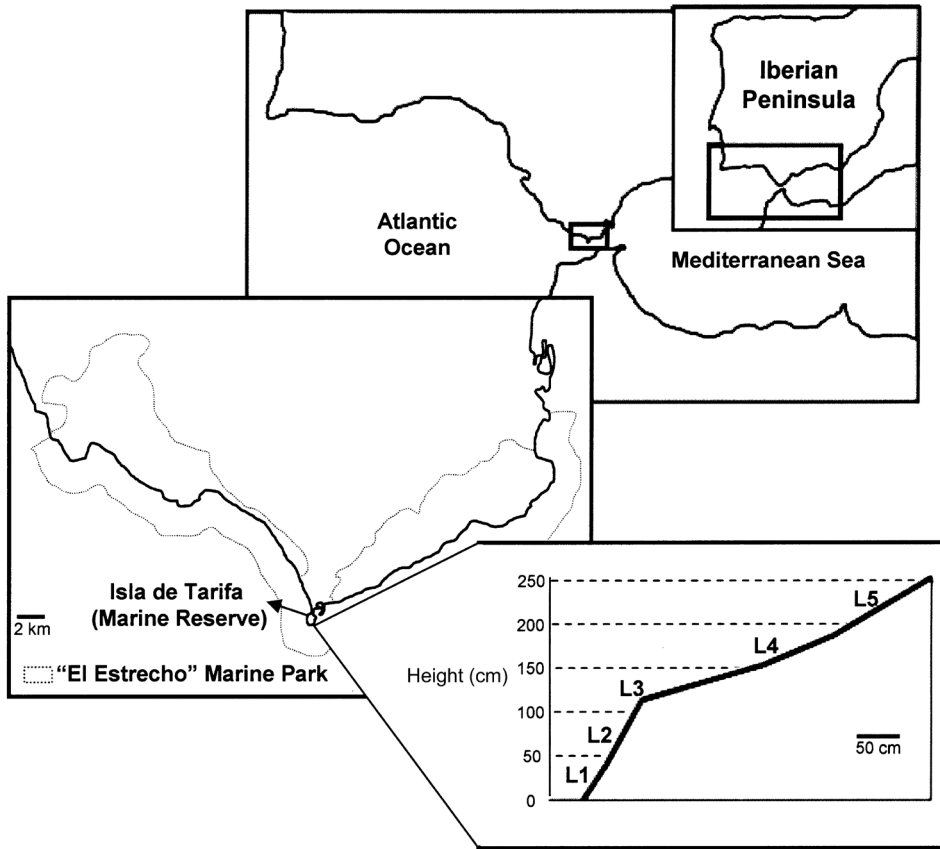 Iberian
Peninsula
Atlantic
Ocean
Mediterranean Sea
Isla de Tarifa
(Marine Reserve)
2 km
"El Estrecho" Marine Park
Height (cm)
250
200
150
100
50
0
L1
L2
L3
L4
L5
50 cm